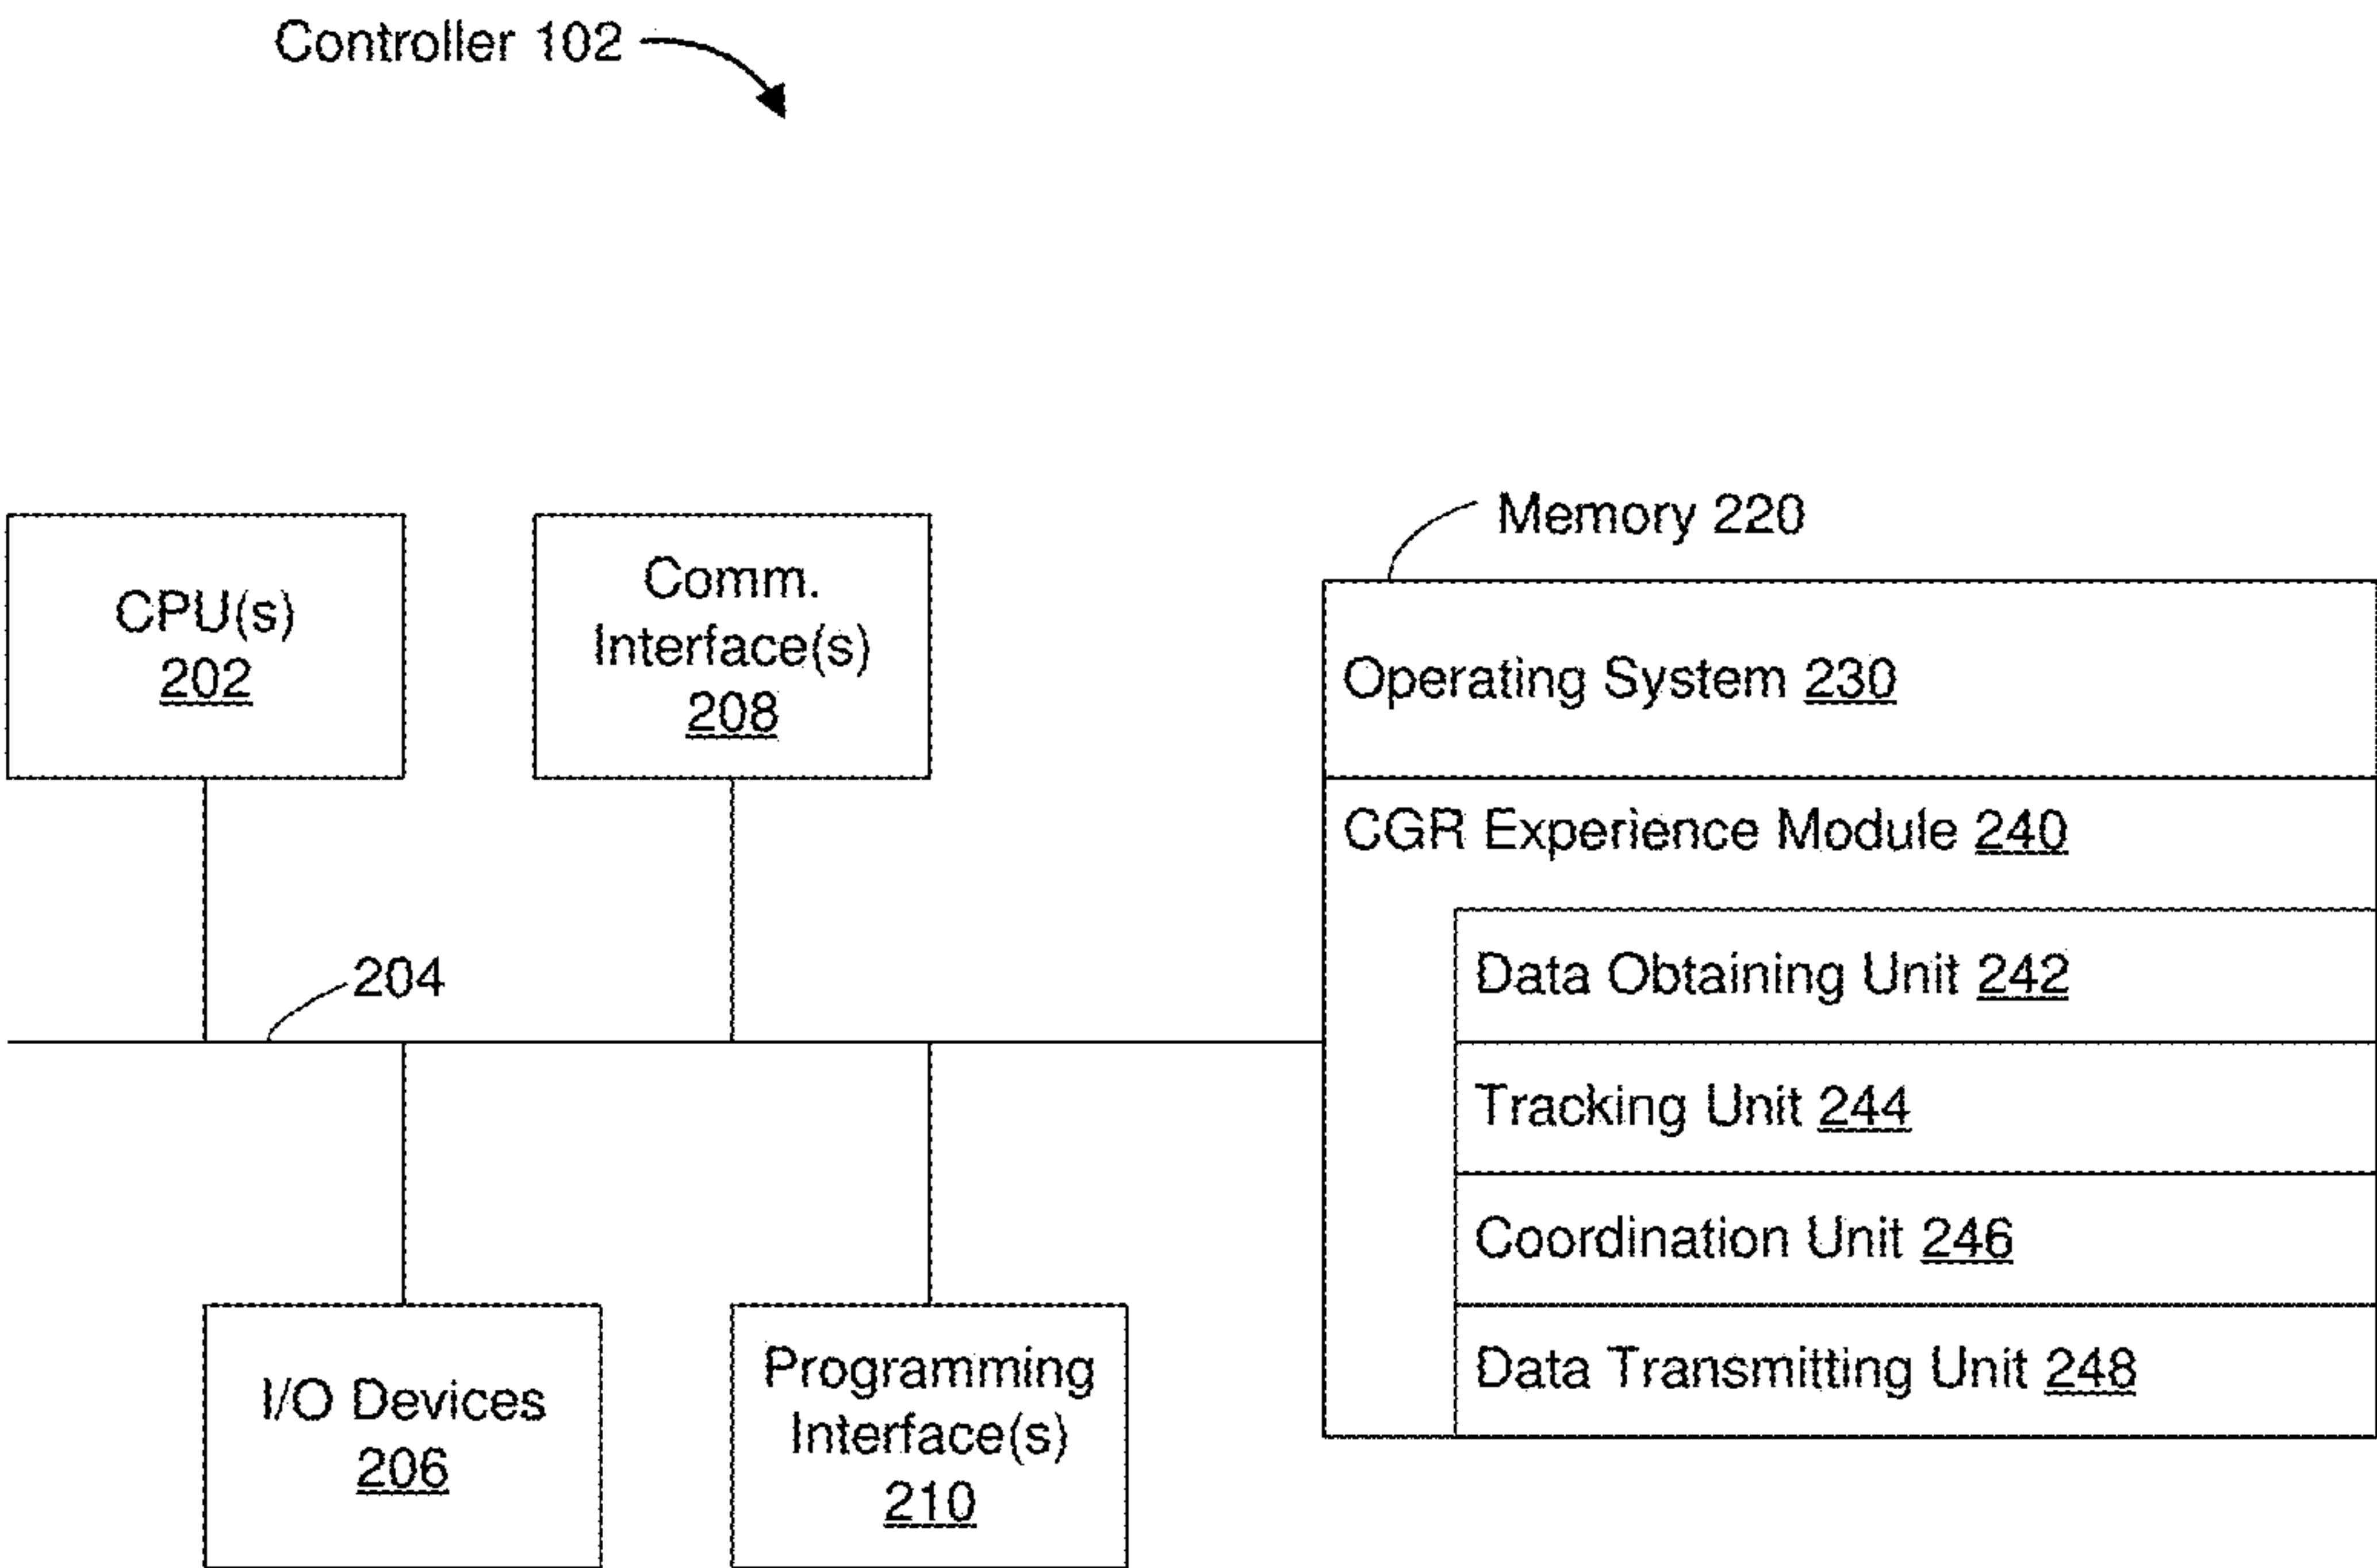 Controller 102
Memory 220
CPU(s)
202
Comm.
Interface(s)
208
Operating System 230
CGR Experience Module 240
204
Data Obtaining Unit 242
Tracking Unit 244
Coordination Unit 246
Data Transmitting Unit 248
I/O Devices
206
Programming
Interface(s)
210